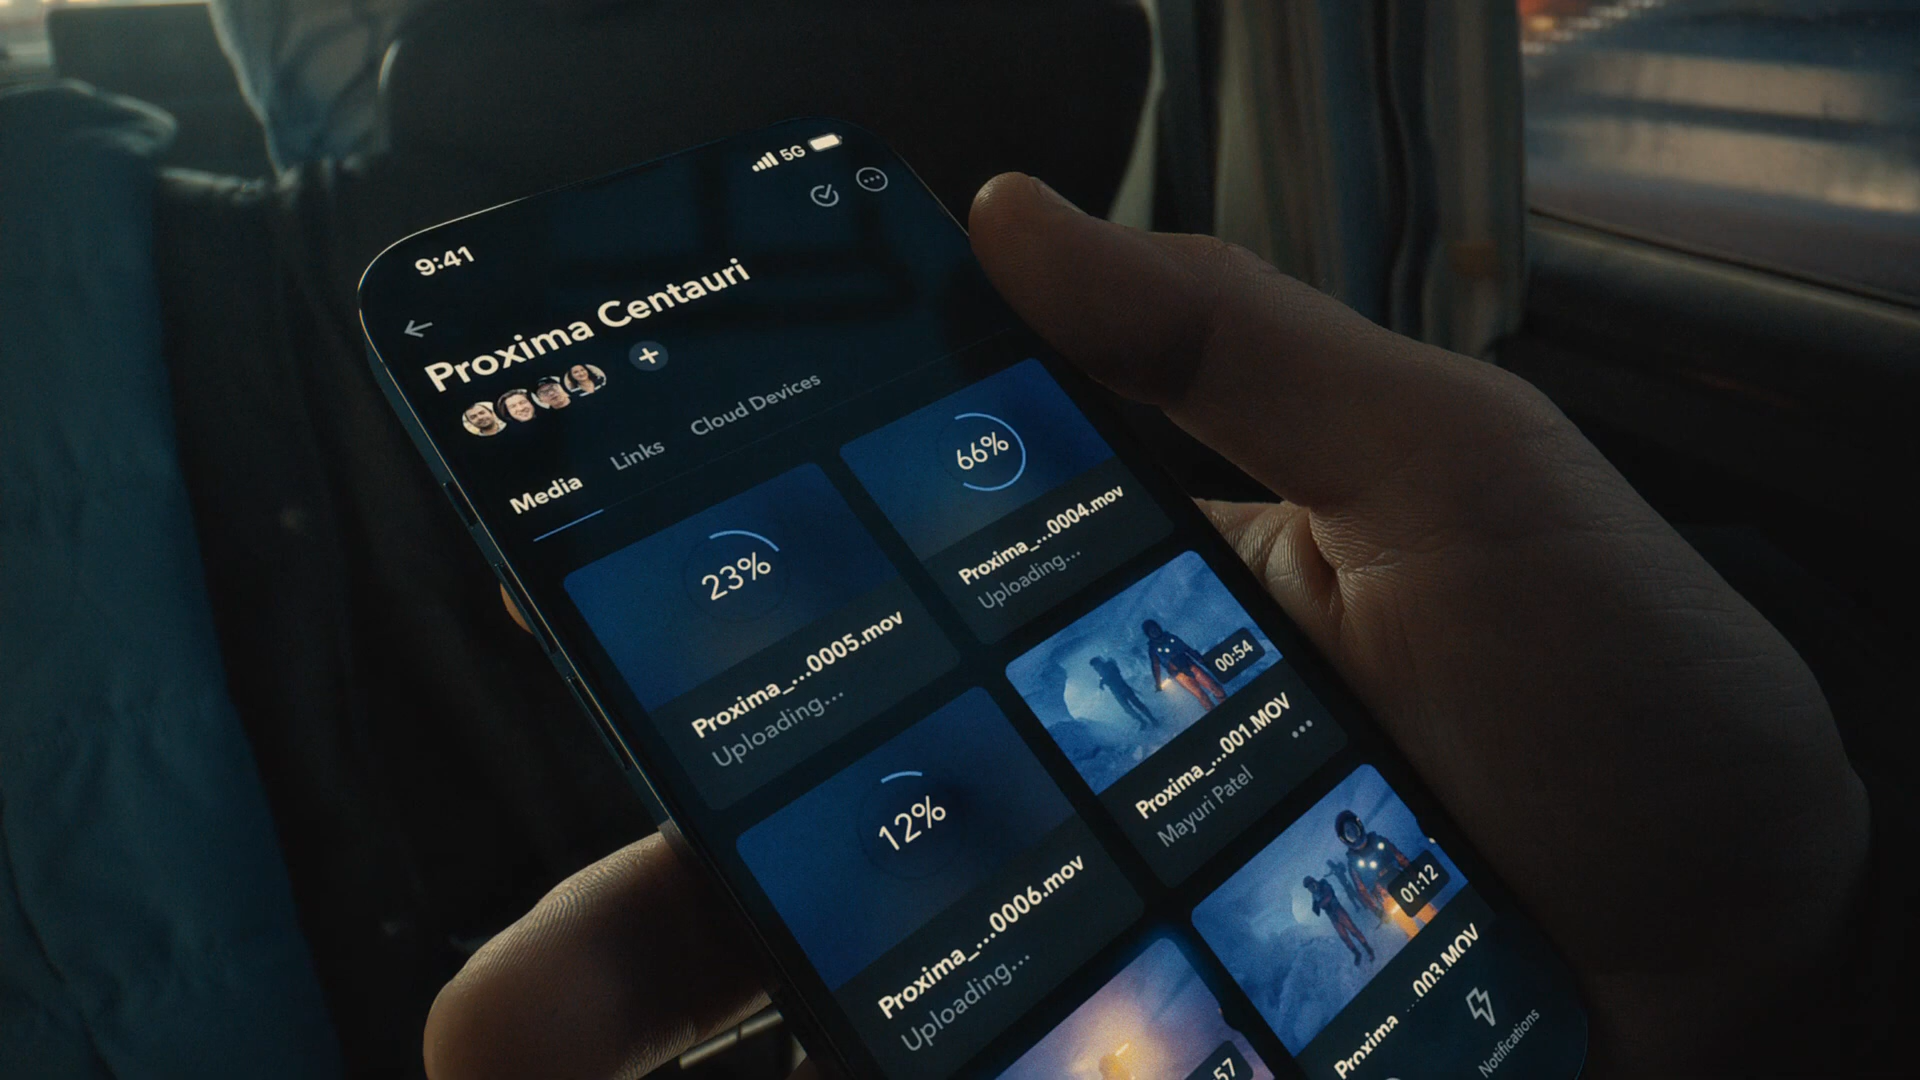 9:41
5G
Proxima Centauri
Media Links Cloud Devices
23%
Proxima_...0005.mov
Uploading...
66%
Proxima_...0004.mov
Uploading...
12%
Proxima_...0006.mov
Uploading...
00:54
Proxima_...001.MOV
Mayuri Patel
01:12
Proxima_...003.MOV
:57
Notifications